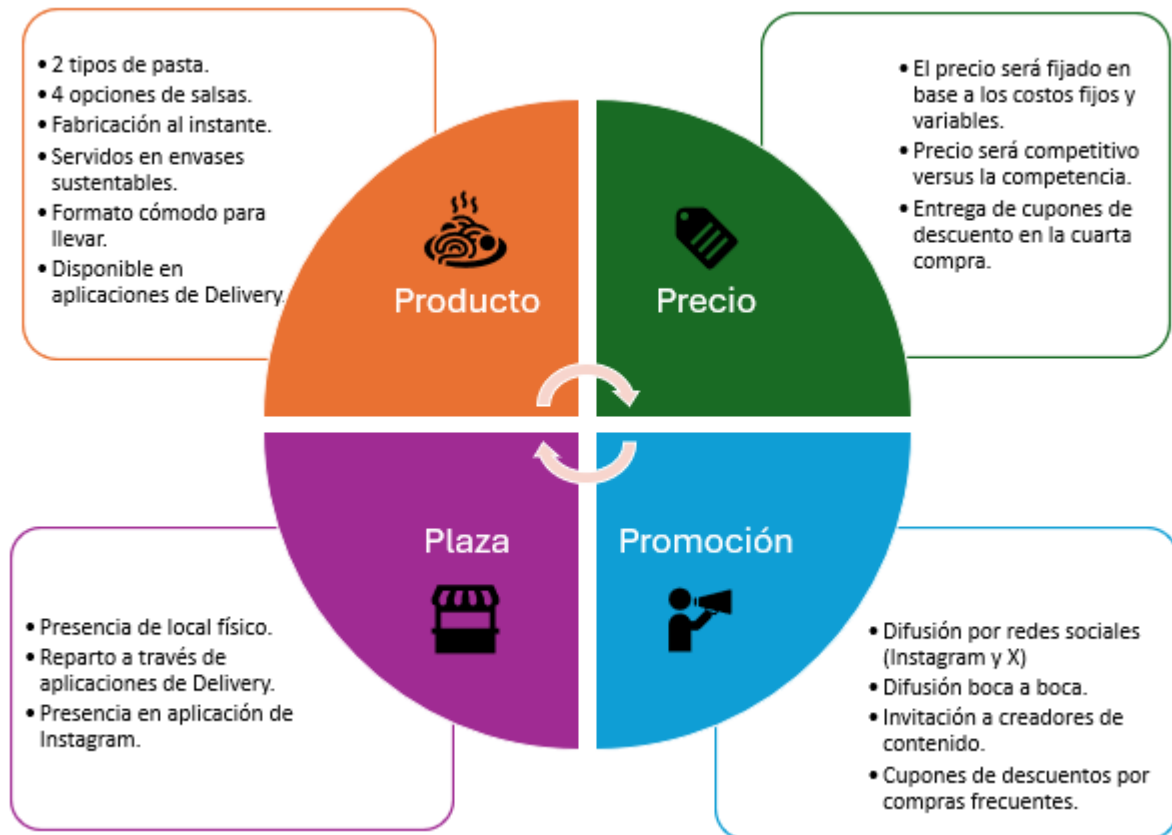 • 2 tipos de pasta.
• 4 opciones de salsas.
• Fabricación al instante.
• Servidos en envases
sustentables.
• Formato cómodo para
llevar.
• Disponible en
aplicaciones de Delivery.
Producto
• El precio será fijado en
base a los costos fijos y
variables.
• Precio será competitivo
versus la competencia.
• Entrega de cupones de
descuento en la cuarta
compra.
Precio
Plaza
• Presencia de local físico.
• Reparto a través de
aplicaciones de Delivery.
• Presencia en aplicación de
Instagram.
Promoción
• Difusión por redes sociales
(Instagram y X)
• Difusión boca a boca.
• Invitación a creadores de
contenido.
• Cupones de descuentos por
compras frecuentes.